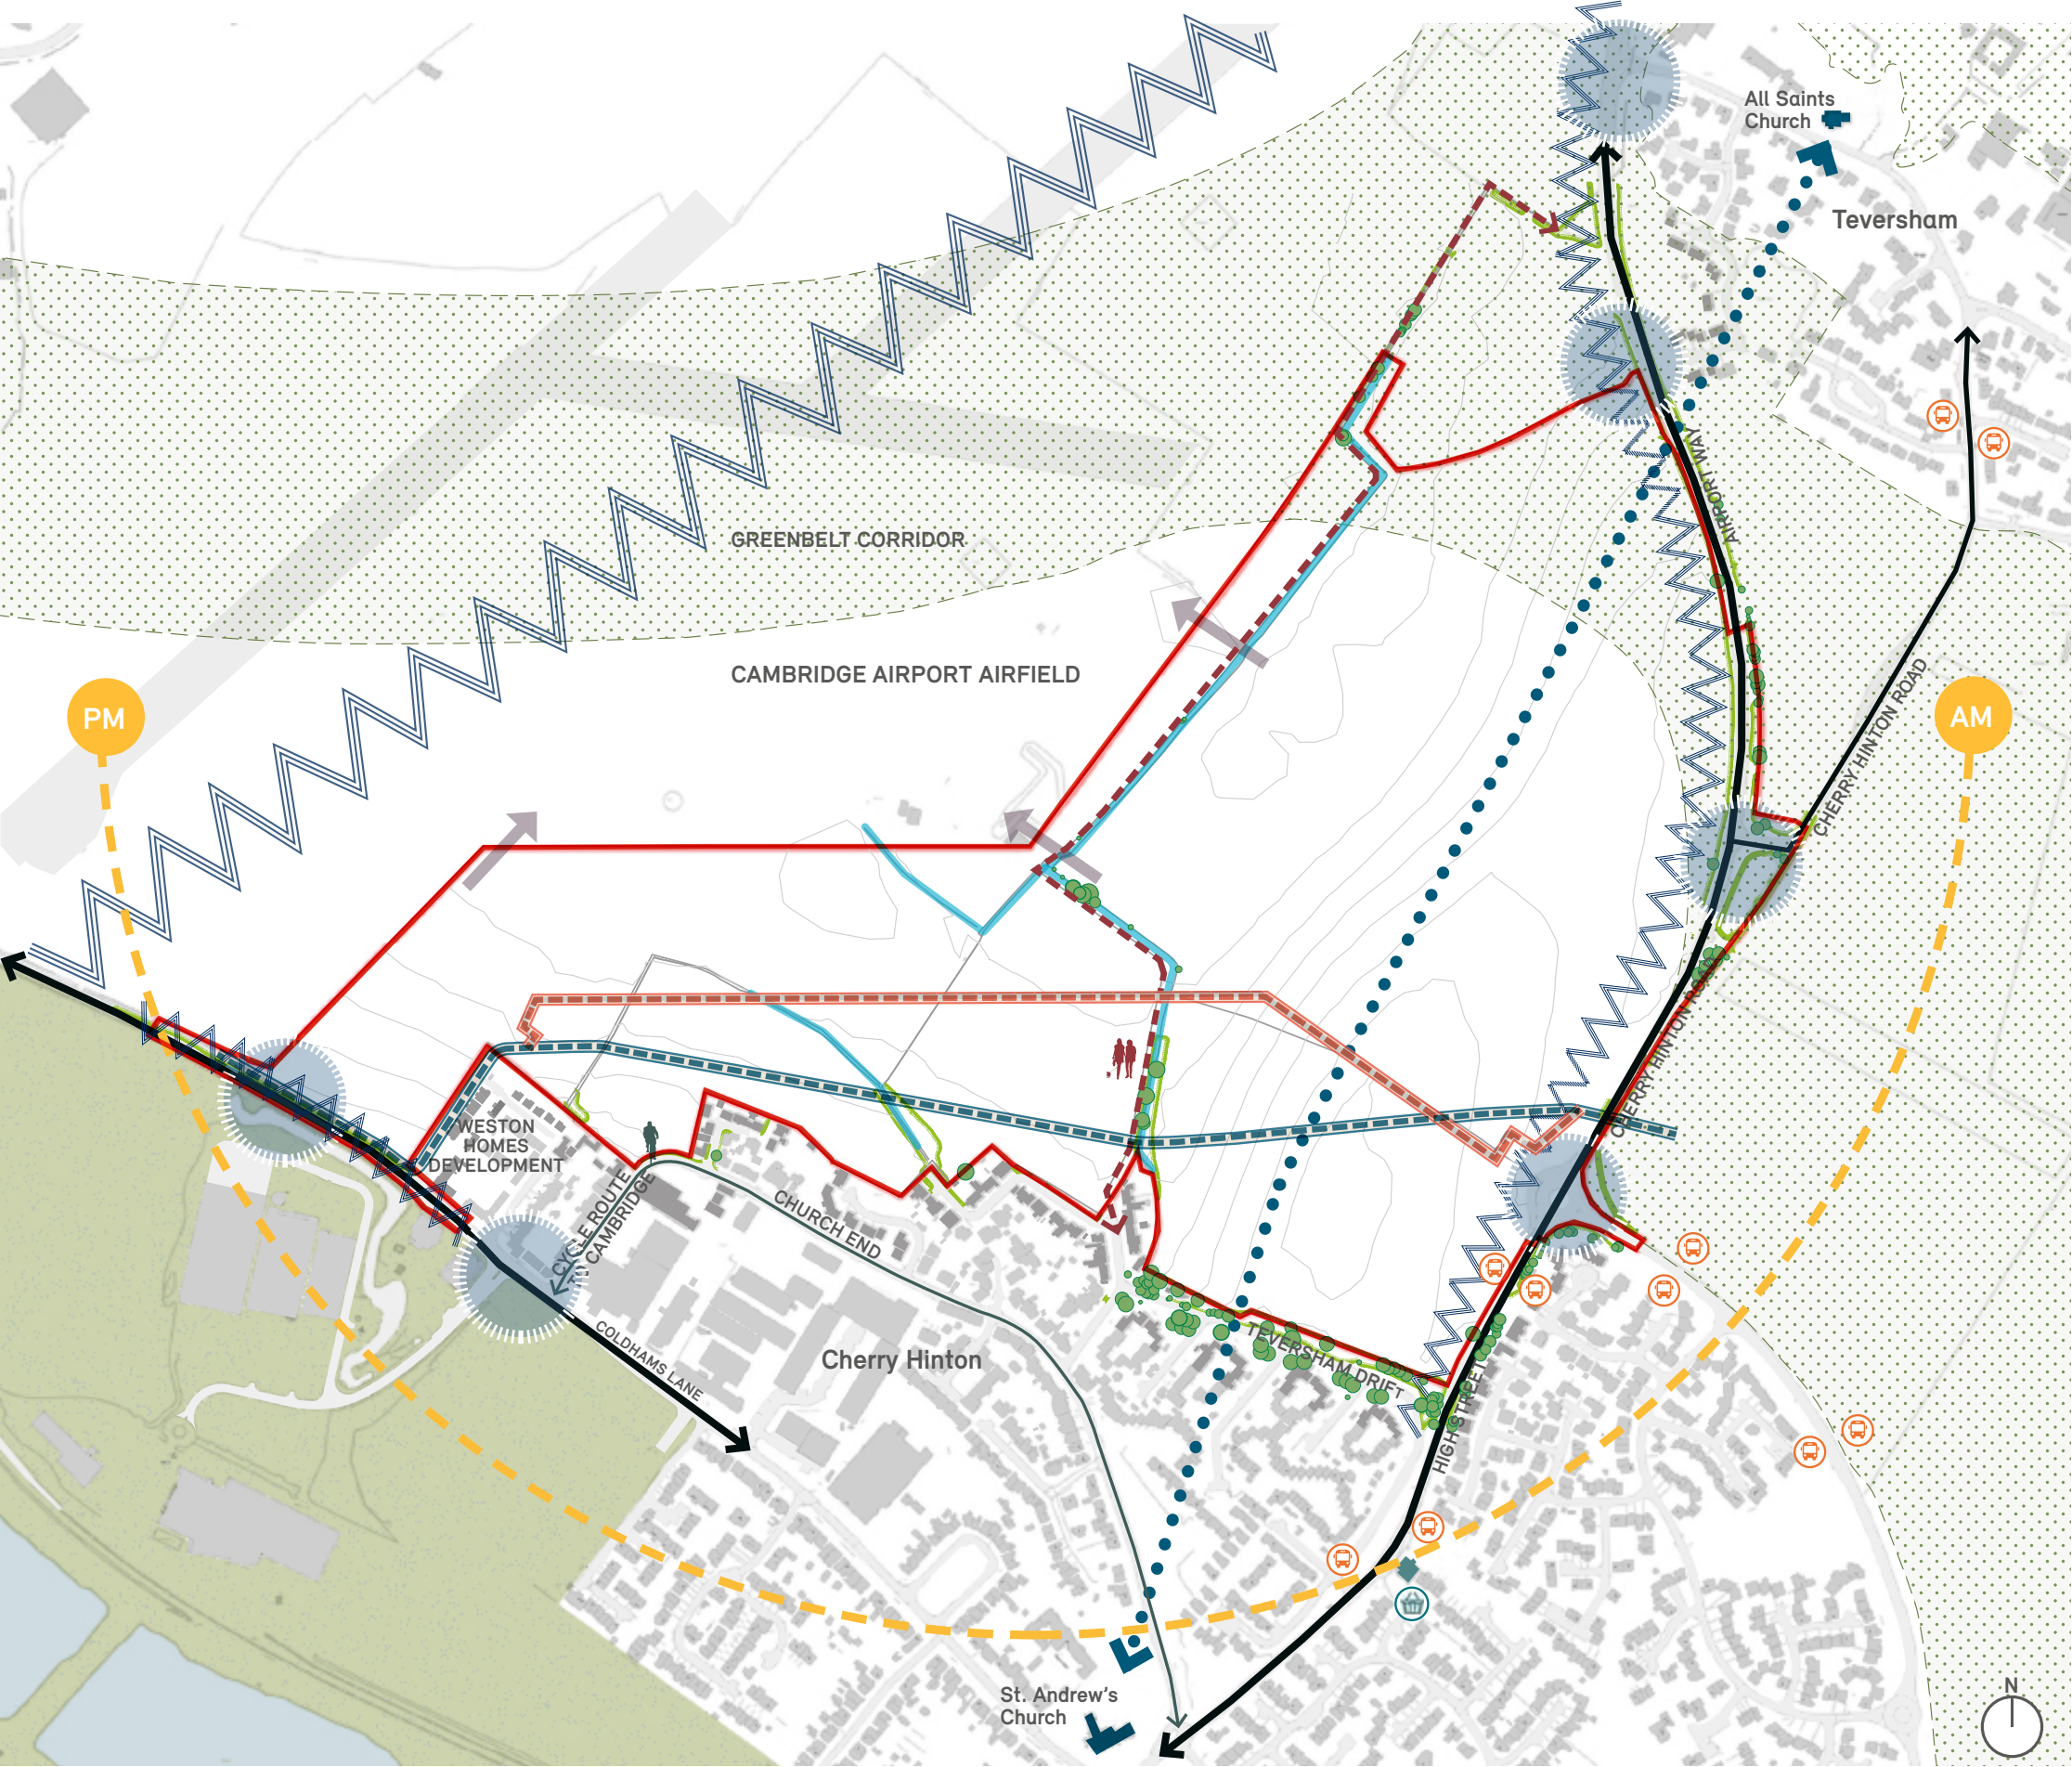 All Saints
Church
Teversham
AIRPORT WAY
GREENBELT CORRIDOR
CAMBRIDGE AIRPORT AIRFIELD
PM
AM
CHERRY HINTON ROAD
CHERRY HINTON ROAD
WESTON
HOMES
DEVELOPMENT
CYCLE ROUTE
TO CAMBRIDGE
CHURCH END
COLDHAMS LANE
Cherry Hinton
TEVERSHAM DRIFT
HIGH STREET
St. Andrew's
Church
N